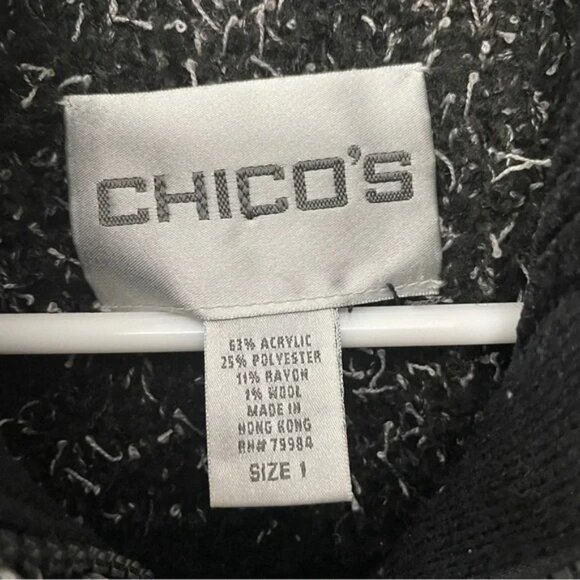 CHICO'S
63% ACRYLIC
25% POLYESTER
11% RAYON
1% WOOL
MADE IN
HONG KONG
RN# 79984
SIZE 1